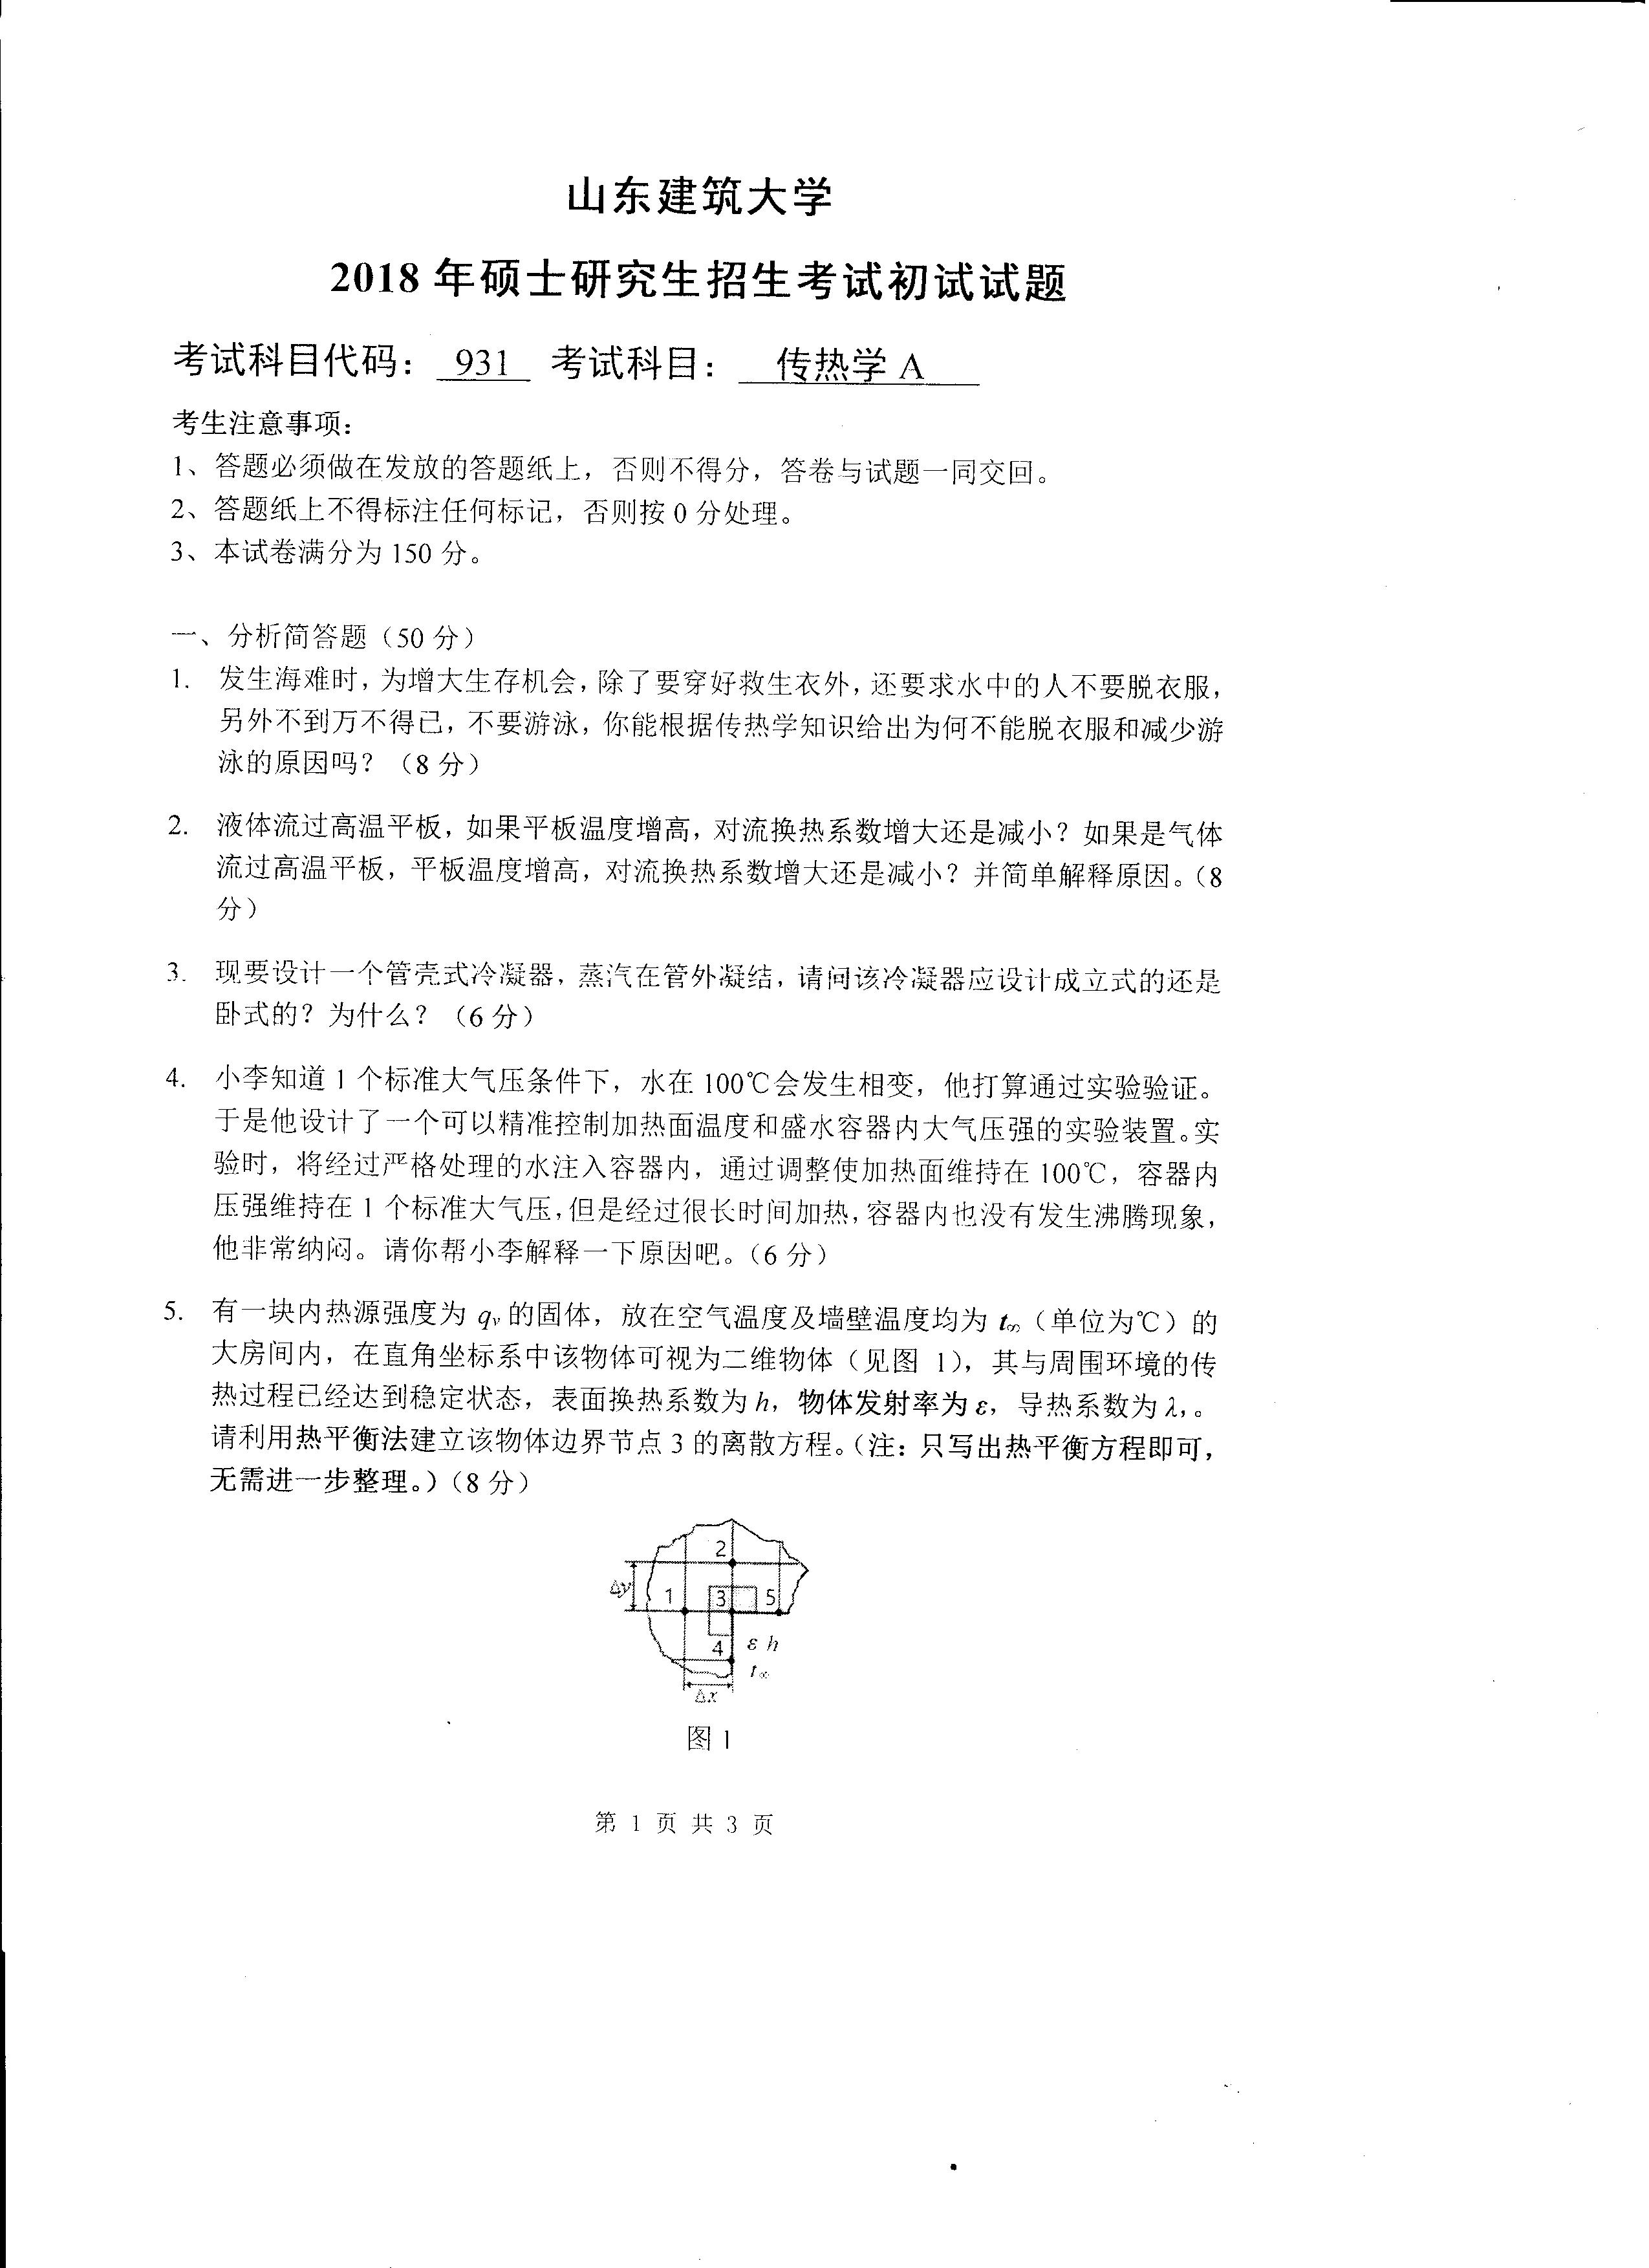 山东建筑大学
2018 年硕士研究生招生考试初试试题
考试科目代码： 931 考试科目： 传热学 A
考生注意事项：
1、答题必须做在发放的答题纸上，否则不得分，答卷与试题一同交回。
2、答题纸上不得标注任何标记，否则按 0 分处理。
3、本试卷满分为 150 分。
一、分析简答题（50 分）
1. 发生海难时，为增大生存机会，除了要穿好救生衣外，还要求水中的人不要脱衣服，
另外不到万不得已，不要游泳，你能根据传热学知识给出为何不能脱衣服和减少游
泳的原因吗？（8 分）
2. 液体流过高温平板，如果平板温度增高，对流换热系数增大还是减小？如果是气体
流过高温平板，平板温度增高，对流换热系数增大还是减小？并简单解释原因。（8
分）
3. 现要设计一个管壳式冷凝器，蒸汽在管外凝结，请问该冷凝器应设计成立式的还是
卧式的？为什么？（6 分）
4. 小李知道 1 个标准大气压条件下，水在 100℃会发生相变，他打算通过实验验证。
于是他设计了一个可以精准控制加热面温度和盛水容器内大气压强的实验装置。实
验时，将经过严格处理的水注入容器内，通过调整使加热面维持在 100℃，容器内
压强维持在 1 个标准大气压，但是经过很长时间加热，容器内也没有发生沸腾现象，
他非常纳闷。请你帮小李解释一下原因吧。（6 分）
5. 有一块内热源强度为 qv 的固体，放在空气温度及墙壁温度均为 t∞（单位为℃）的
大房间内，在直角坐标系中该物体可视为二维物体（见图 1），其与周围环境的传
热过程已经达到稳定状态，表面换热系数为 h，物体发射率为 ε，导热系数为 λ，。
请利用热平衡法建立该物体边界节点 3 的离散方程。（注：只写出热平衡方程即可，
无需进一步整理。）（8 分）
2
Δy
1 3 5
4 ε h
t∞
Δx
图 1
第 1 页 共 3 页